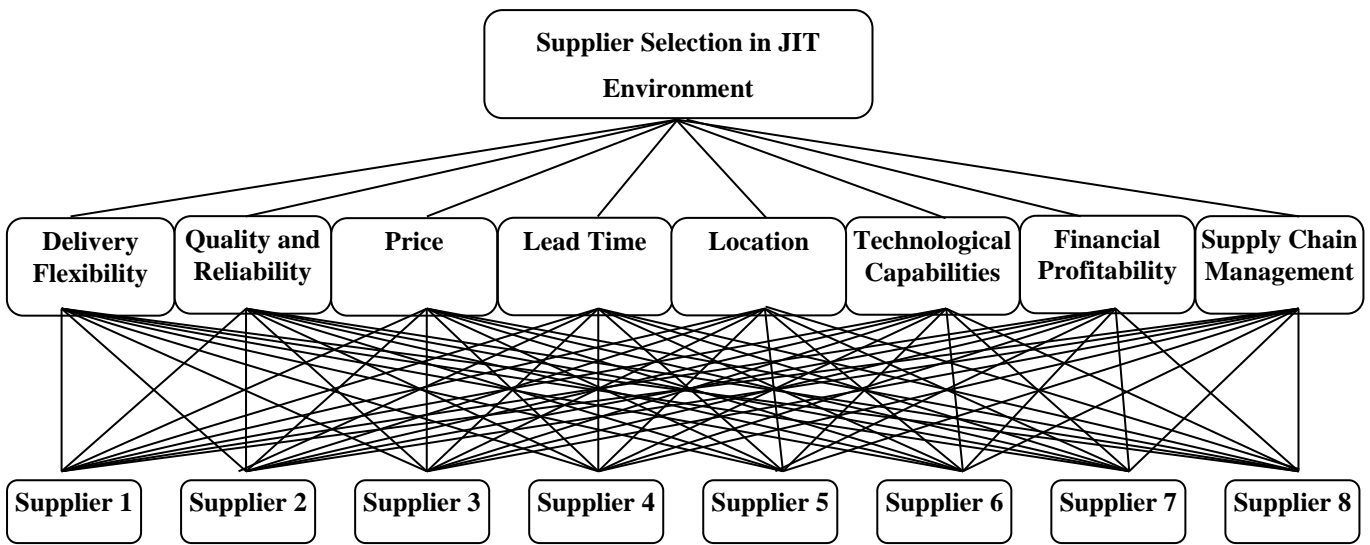 Supplier Selection in JIT
Environment
Delivery
Flexibility
Quality and
Reliability
Price
Lead Time
Location
Technological
Capabilities
Financial
Profitability
Supply Chain
Management
Supplier 1
Supplier 2
Supplier 3
Supplier 4
Supplier 5
Supplier 6
Supplier 7
Supplier 8